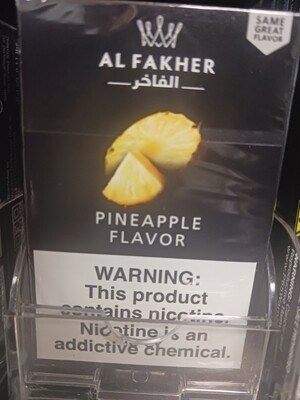 SAME
GREAT
FLAVOR
AL FAKHER
الفاخر
PINEAPPLE
FLAVOR
WARNING:
This product
contains nicotine.
Nicotine is an
addictive chemical.